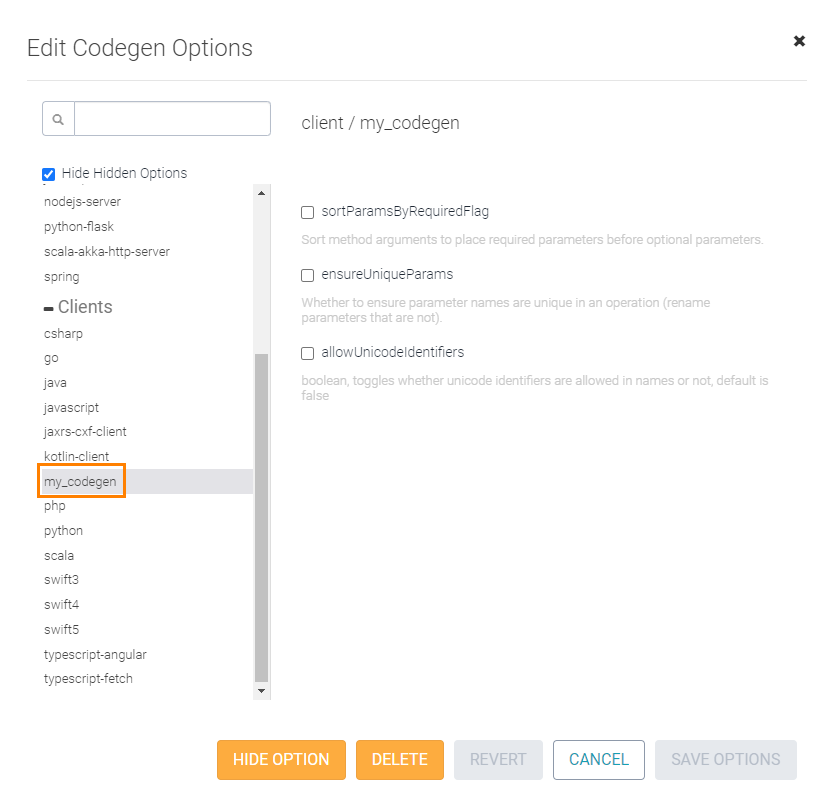 Edit Codegen Options
client / my_codegen
Hide Hidden Options
nodejs-server
python-flask
scala-akka-http-server
spring
Clients
csharp
go
java
javascript
jaxrs-cxf-client
kotlin-client
my_codegen
php
python
scala
swift3
swift4
swift5
typescript-angular
typescript-fetch
sortParamsByRequiredFlag
Sort method arguments to place required parameters before optional parameters.
ensureUniqueParams
Whether to ensure parameter names are unique in an operation (rename
parameters that are not).
allowUnicodeIdentifiers
boolean, toggles whether unicode identifiers are allowed in names or not, default is
false
HIDE OPTION
DELETE
REVERT
CANCEL
SAVE OPTIONS